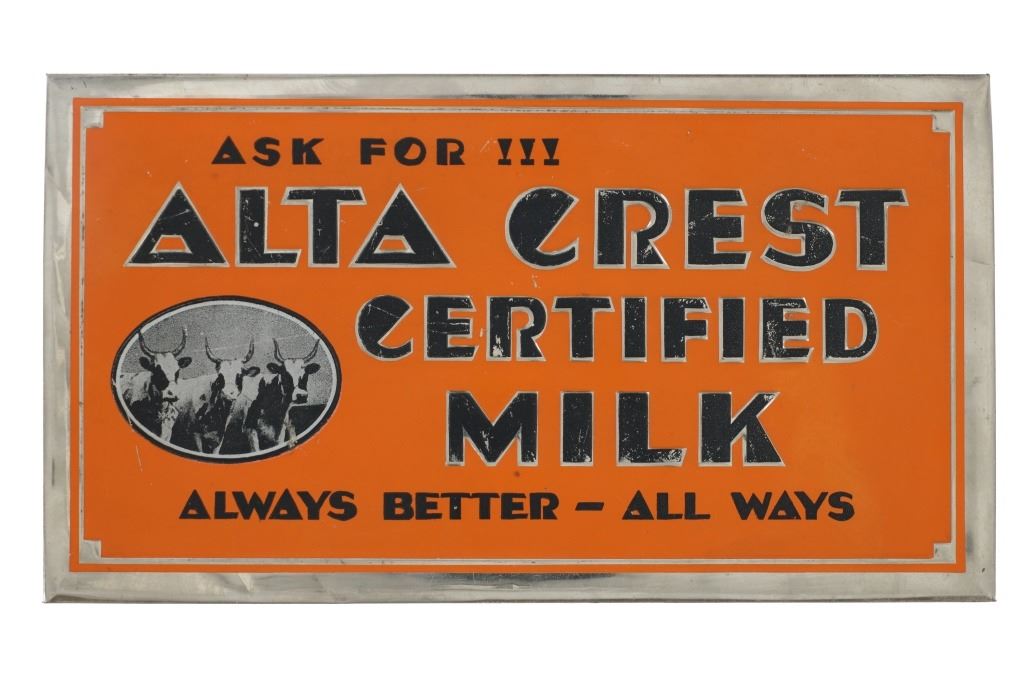 ASK FOR !!!
ALTA CREST
CERTIFIED
MILK
ALWAYS BETTER – ALL WAYS